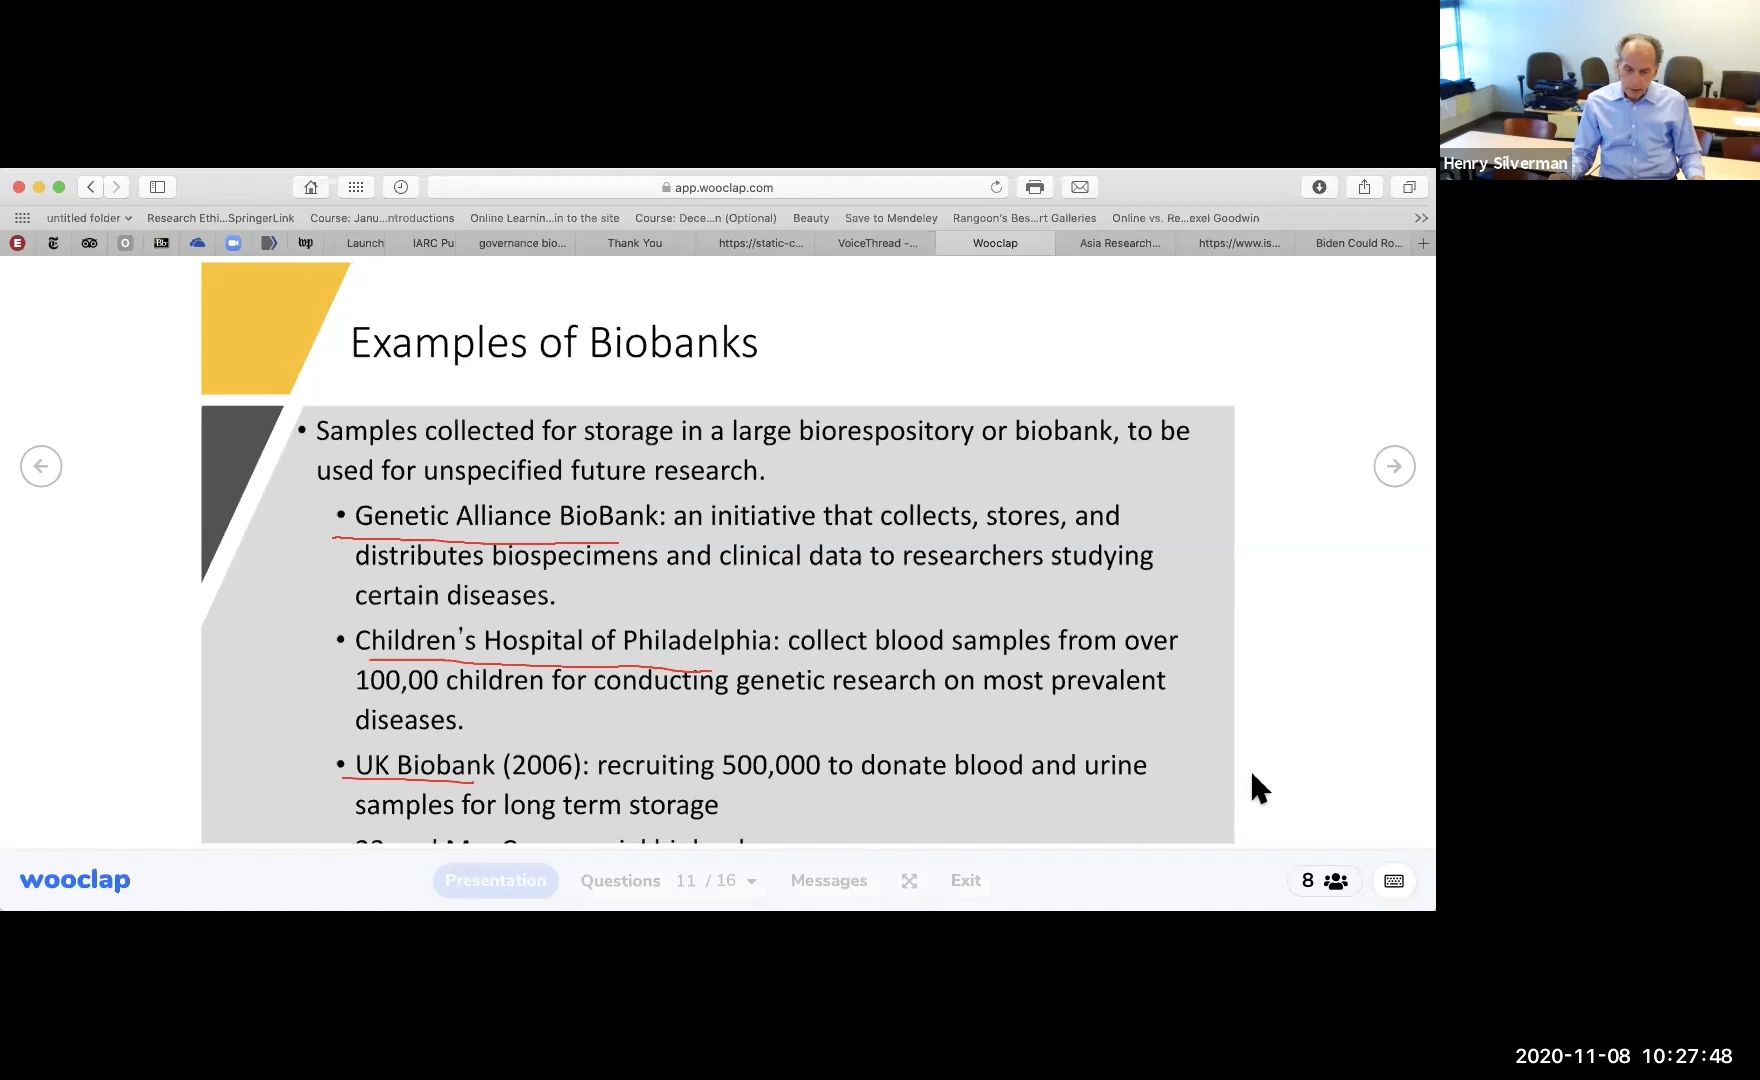 Henry Silverman
app.wooclap.com
untitled folder
Research Ethi...SpringerLink
Course: Janu...ntroductions
Online Learnin...in to the site
Course: Dece...n (Optional)
Beauty
Save to Mendeley
Rangoon's Bes...rt Galleries
Online vs. Re...exel Goodwin
Launch
IARC Pu
governance bio...
Thank You
https://static-c...
VoiceThread -...
Wooclap
Asia Research...
https://www.is...
Biden Could Ro...
Examples of Biobanks
• Samples collected for storage in a large biorespository or biobank, to be
used for unspecified future research.
• Genetic Alliance BioBank: an initiative that collects, stores, and
distributes biospecimens and clinical data to researchers studying
certain diseases.
• Children's Hospital of Philadelphia: collect blood samples from over
100,00 children for conducting genetic research on most prevalent
diseases.
• UK Biobank (2006): recruiting 500,000 to donate blood and urine
samples for long term storage
wooclap
Presentation
Questions 11 / 16
Messages
Exit
8
2020-11-08 10:27:48